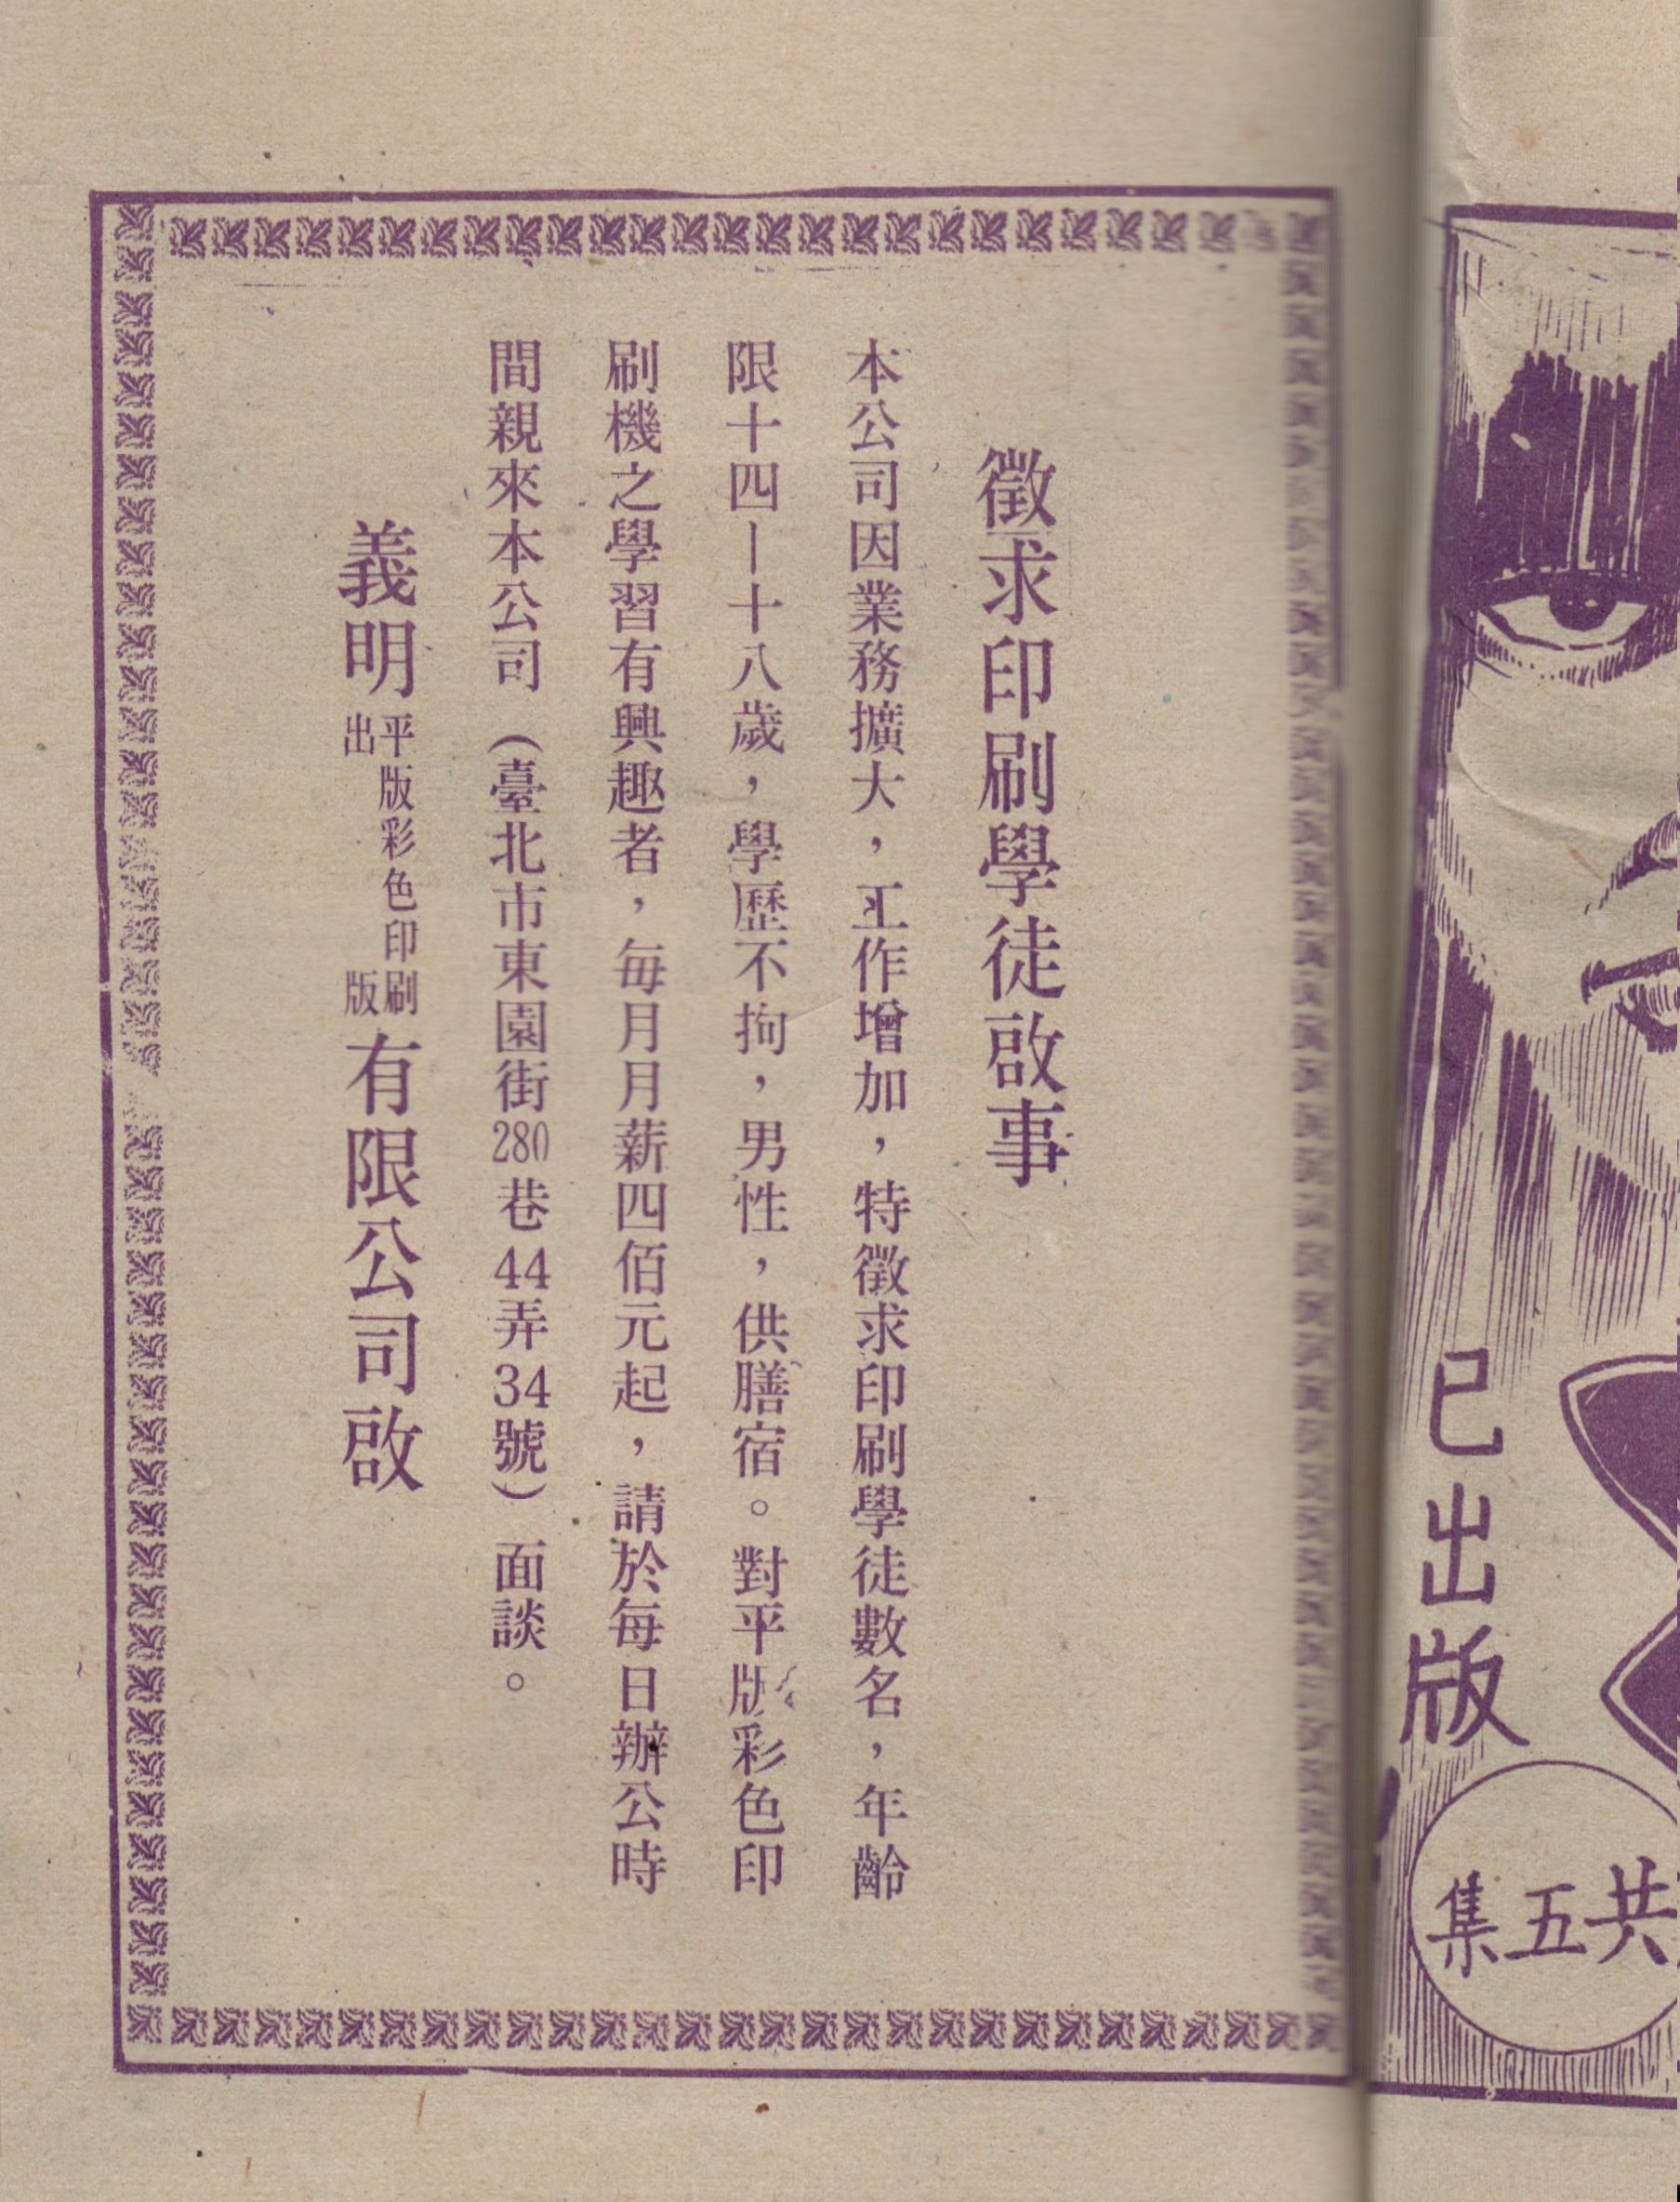 徵求印刷學徒啟事
本公司因業務擴大，工作增加，特徵求印刷學徒數名，年齡
限十四—十八歲，學歷不拘，男性，供膳宿。對平版彩色印
刷機之學習有興趣者，每月月薪四佰元起，請於每日辦公時
間親來本公司（臺北市東園街280巷44弄34號）面談。
義明平版彩色印刷出版有限公司啟
已出版
共五集